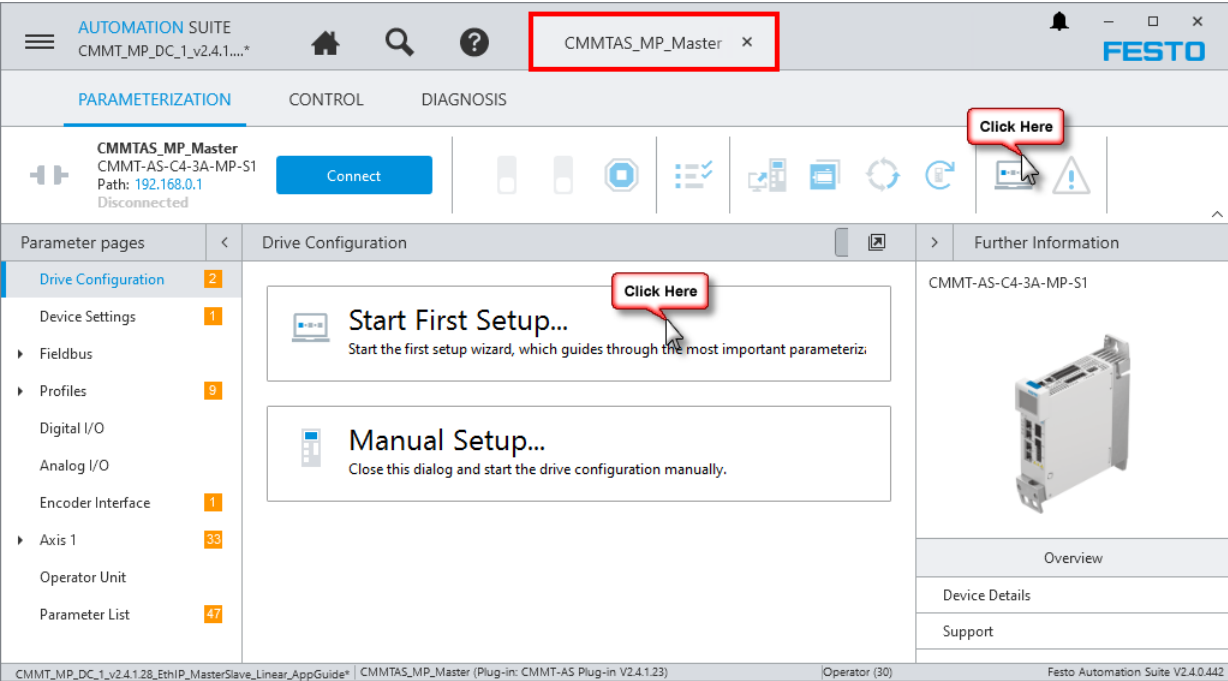 AUTOMATION SUITE
CMMT_MP_DC_1_v2.4.1....*
CMMTAS_MP_Master
FESTO
PARAMETERIZATION CONTROL DIAGNOSIS
Click Here
CMMTAS_MP_Master
CMMT-AS-C4-3A-MP-S1
Path: 192.168.0.1
Disconnected
Connect
Parameter pages
Drive Configuration
Further Information
Drive Configuration 2
Device Settings 1
Fieldbus
Profiles 9
Digital I/O
Analog I/O
Encoder Interface 1
Axis 1 33
Operator Unit
Parameter List 47
Click Here
Start First Setup...
Start the first setup wizard, which guides through the most important parameteriz
Manual Setup...
Close this dialog and start the drive configuration manually.
CMMT-AS-C4-3A-MP-S1
Overview
Device Details
Support
CMMT_MP_DC_1_v2.4.1.28_EthIP_MasterSlave_Linear_AppGuide* CMMTAS_MP_Master (Plug-in: CMMT-AS Plug-in V2.4.1.23) Operator (30) Festo Automation Suite V2.4.0.442